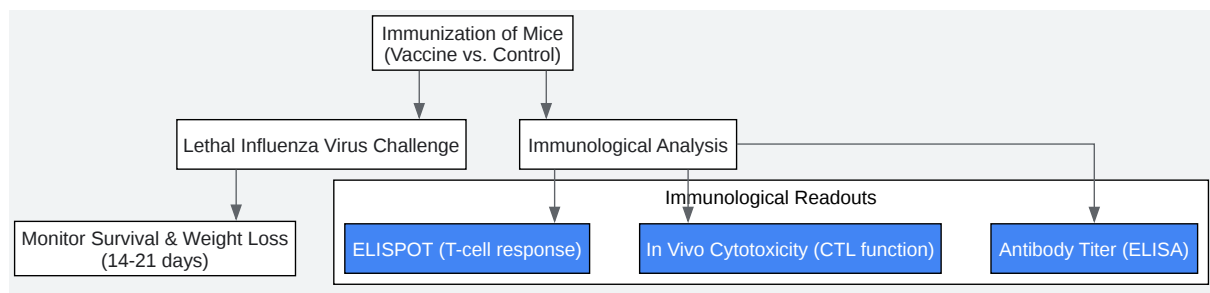 Immunization of Mice
(Vaccine vs. Control)
Lethal Influenza Virus Challenge
Immunological Analysis
Immunological Readouts
Monitor Survival & Weight Loss
(14-21 days)
ELISPOT (T-cell response)
In Vivo Cytotoxicity (CTL function)
Antibody Titer (ELISA)